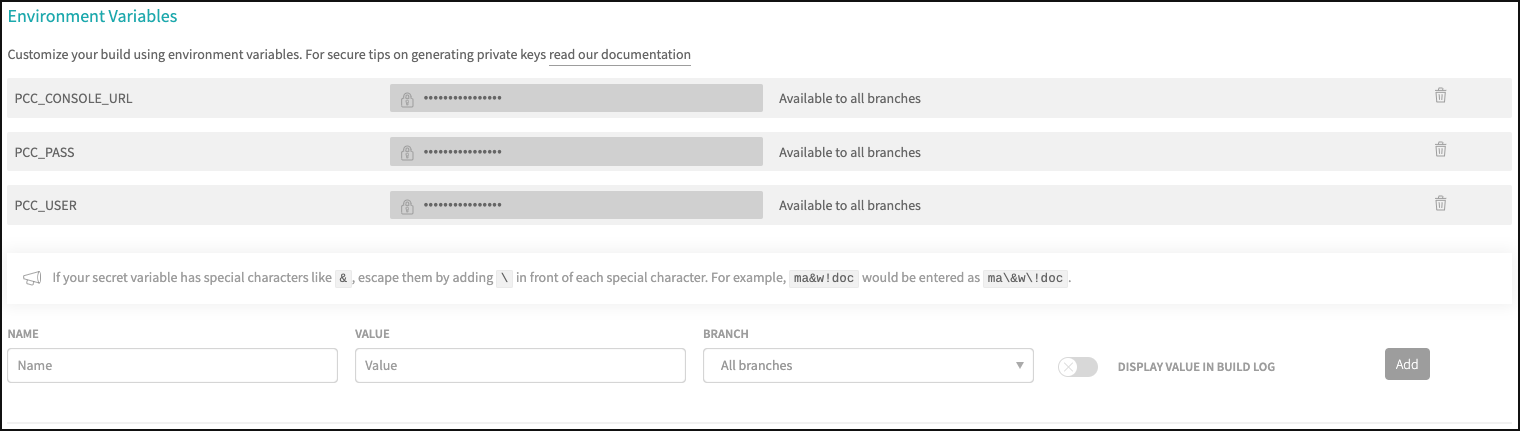 Environment Variables
Customize your build using environment variables. For secure tips on generating private keys read our documentation
PCC_CONSOLE_URL •••••••••••••••• Available to all branches
PCC_PASS •••••••••••••••• Available to all branches
PCC_USER •••••••••••••••• Available to all branches
If your secret variable has special characters like & , escape them by adding \ in front of each special character. For example, ma&w!doc would be entered as ma\&w\!doc .
NAME VALUE BRANCH
Name Value All branches DISPLAY VALUE IN BUILD LOG Add